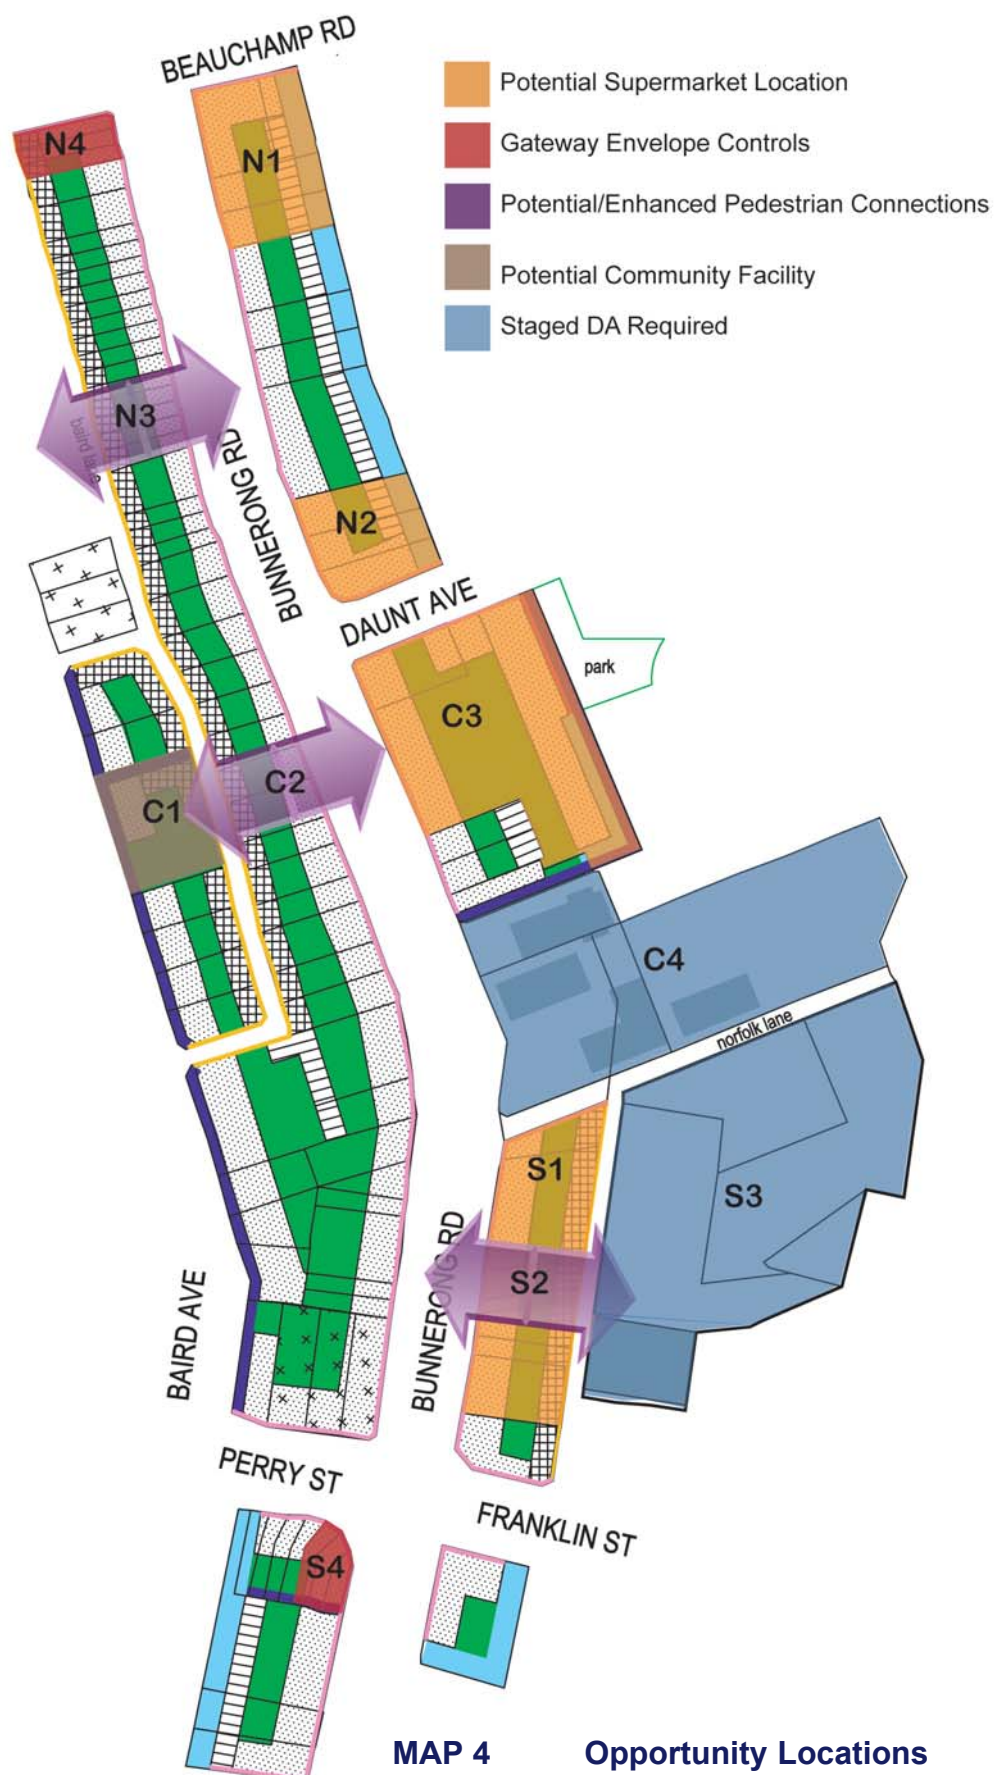 BEAUCHAMP RD
Potential Supermarket Location
Gateway Envelope Controls
Potential/Enhanced Pedestrian Connections
Potential Community Facility
Staged DA Required
N4
N1
N3
baird lane
BUNNERONG RD
N2
DAUNT AVE
park
C3
C2
C1
C4
norfolk lane
S1
S3
S2
BUNNERONG RD
BAIRD AVE
PERRY ST
FRANKLIN ST
S4
MAP 4 Opportunity Locations